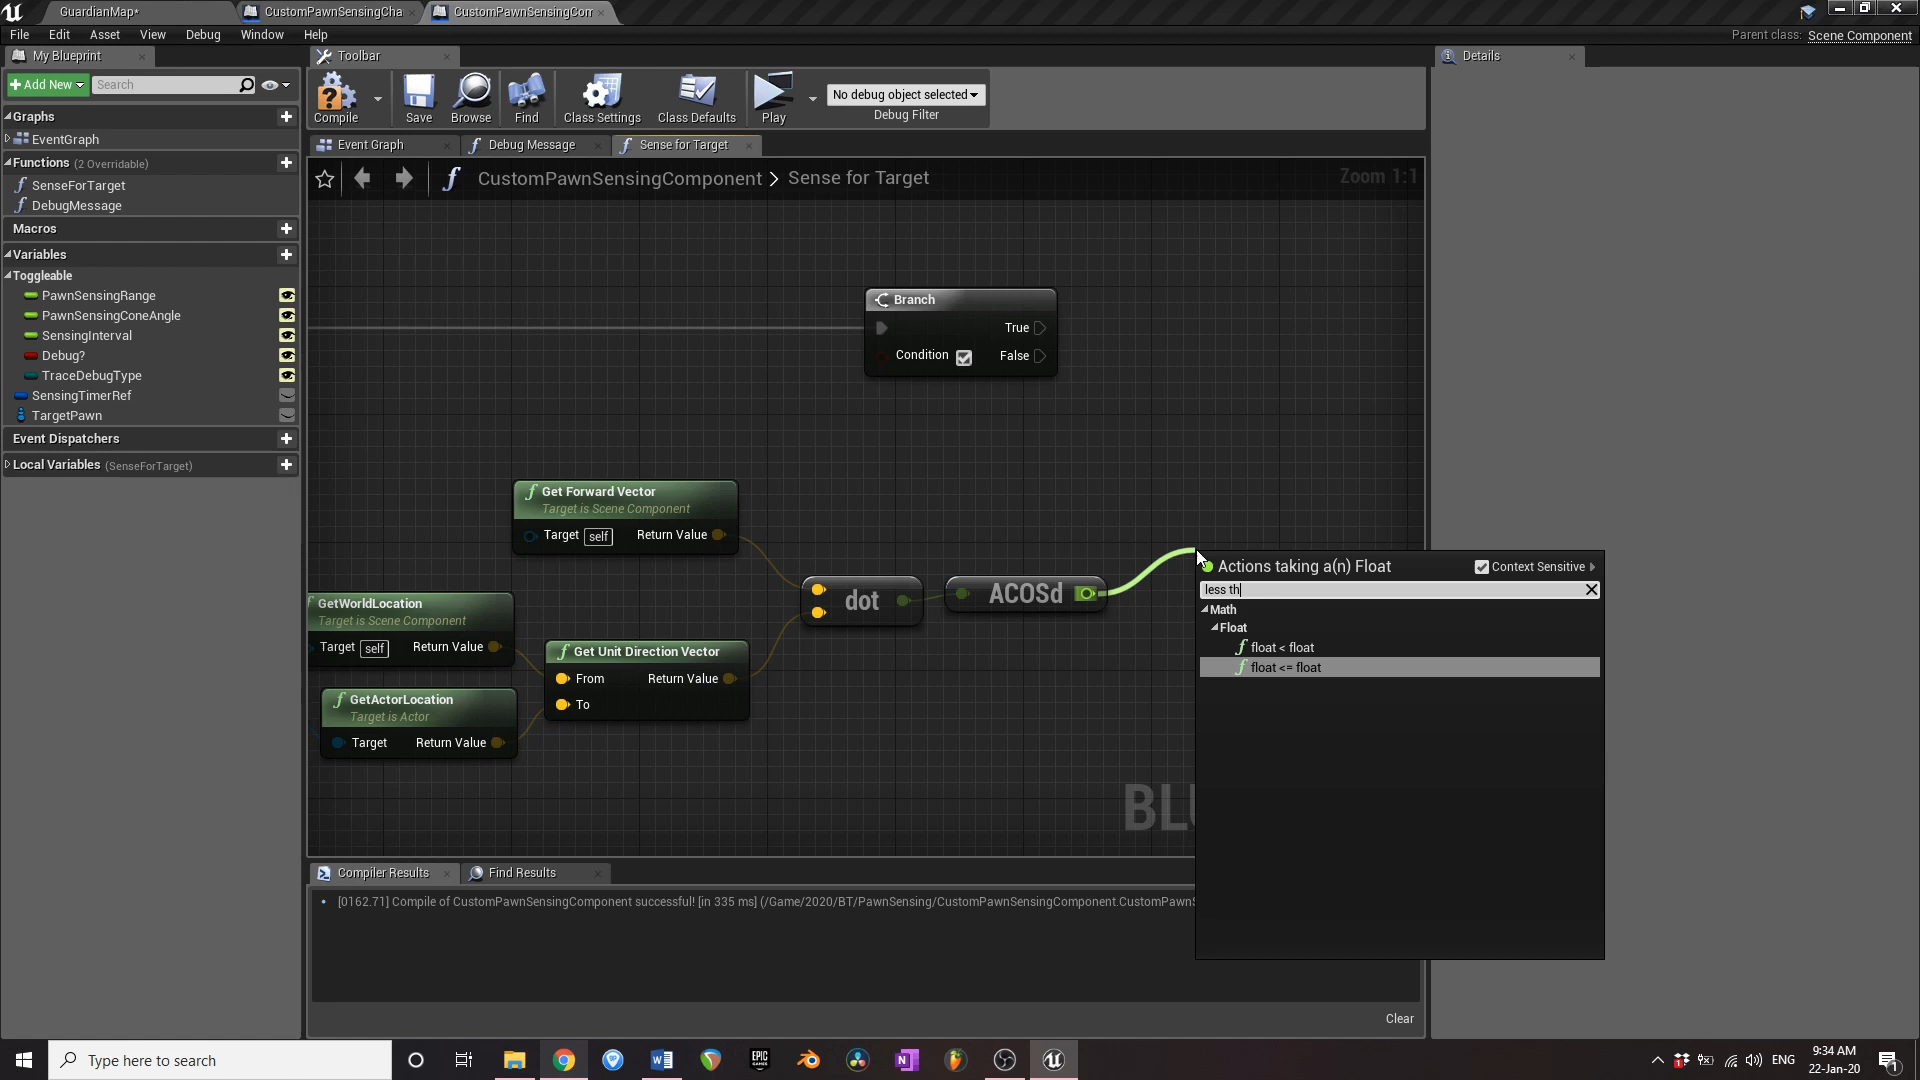 GuardianMap*
CustomPawnSensingCha
CustomPawnSensingCom
File Edit Asset View Debug Window Help
Parent class: Scene Component
My Blueprint
Toolbar
Details
Add New
Search
Compile
Save
Browse
Find
Class Settings
Class Defaults
Play
No debug object selected
Debug Filter
Graphs
EventGraph
Functions (2 Overridable)
SenseForTarget
DebugMessage
Macros
Variables
Toggleable
PawnSensingRange
PawnSensingConeAngle
SensingInterval
Debug?
TraceDebugType
SensingTimerRef
TargetPawn
Event Dispatchers
Local Variables (SenseForTarget)
Event Graph
Debug Message
Sense for Target
CustomPawnSensingComponent > Sense for Target
Zoom 1:1
Branch
True
Condition
False
Get Forward Vector
Target is Scene Component
Target self Return Value
GetWorldLocation
Target is Scene Component
Target self Return Value
GetActorLocation
Target is Actor
Target Return Value
Get Unit Direction Vector
From Return Value
To
dot
ACOSd
Actions taking a(n) Float
Context Sensitive
less th
Math
Float
float < float
float <= float
BL
Compiler Results
Find Results
[0162.71] Compile of CustomPawnSensingComponent successful! [in 335 ms] (/Game/2020/BT/PawnSensing/CustomPawnSensingComponent.CustomPawnS
Clear
Type here to search
EPIC
GAMES
ENG
9:34 AM
22-Jan-20
1